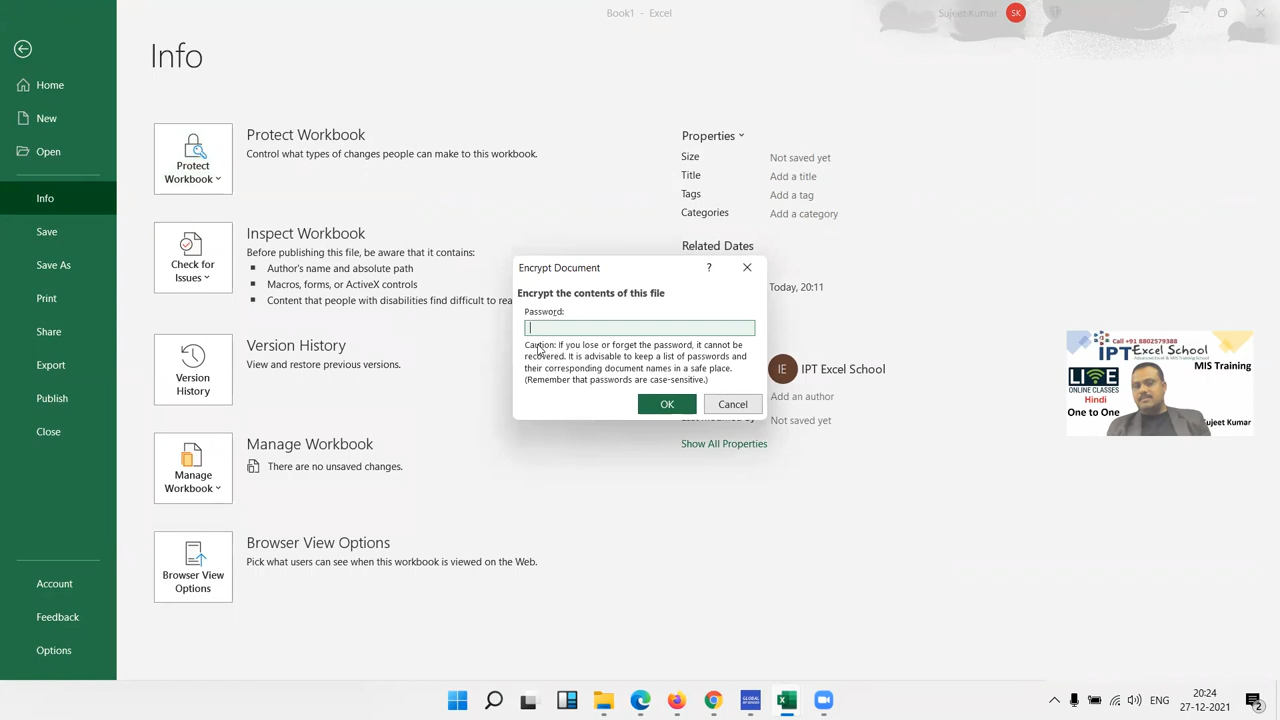 Book1 - Excel
Sujeet Kumar
SK
Info
Home
New
Open
Info
Save
Save As
Print
Share
Export
Publish
Close
Account
Feedback
Options
Protect Workbook
Protect Workbook
Control what types of changes people can make to this workbook.
Check for Issues
Inspect Workbook
Before publishing this file, be aware that it contains:
Author's name and absolute path
Macros, forms, or ActiveX controls
Content that people with disabilities find difficult to
Version History
Version History
View and restore previous versions.
Manage Workbook
Manage Workbook
There are no unsaved changes.
Browser View Options
Browser View Options
Pick what users can see when this workbook is viewed on the Web.
Properties
Size Not saved yet
Title Add a title
Tags Add a tag
Categories Add a category
Related Dates
Today, 20:11
IE IPT Excel School
Add an author
Not saved yet
Show All Properties
Encrypt Document
?
Encrypt the contents of this file
Password:
Caution: If you lose or forget the password, it cannot be
recovered. It is advisable to keep a list of passwords and
their corresponding document names in a safe place.
(Remember that passwords are case-sensitive.)
OK
Cancel
Call +91 8802579388
IPT Excel School
Advanced Excel & MIS Training School
MIS Training
LIVE
ONLINE CLASSES
Hindi
One to One
Sujeet Kumar
GLOBAL
ENG
20:24
27-12-2021
2